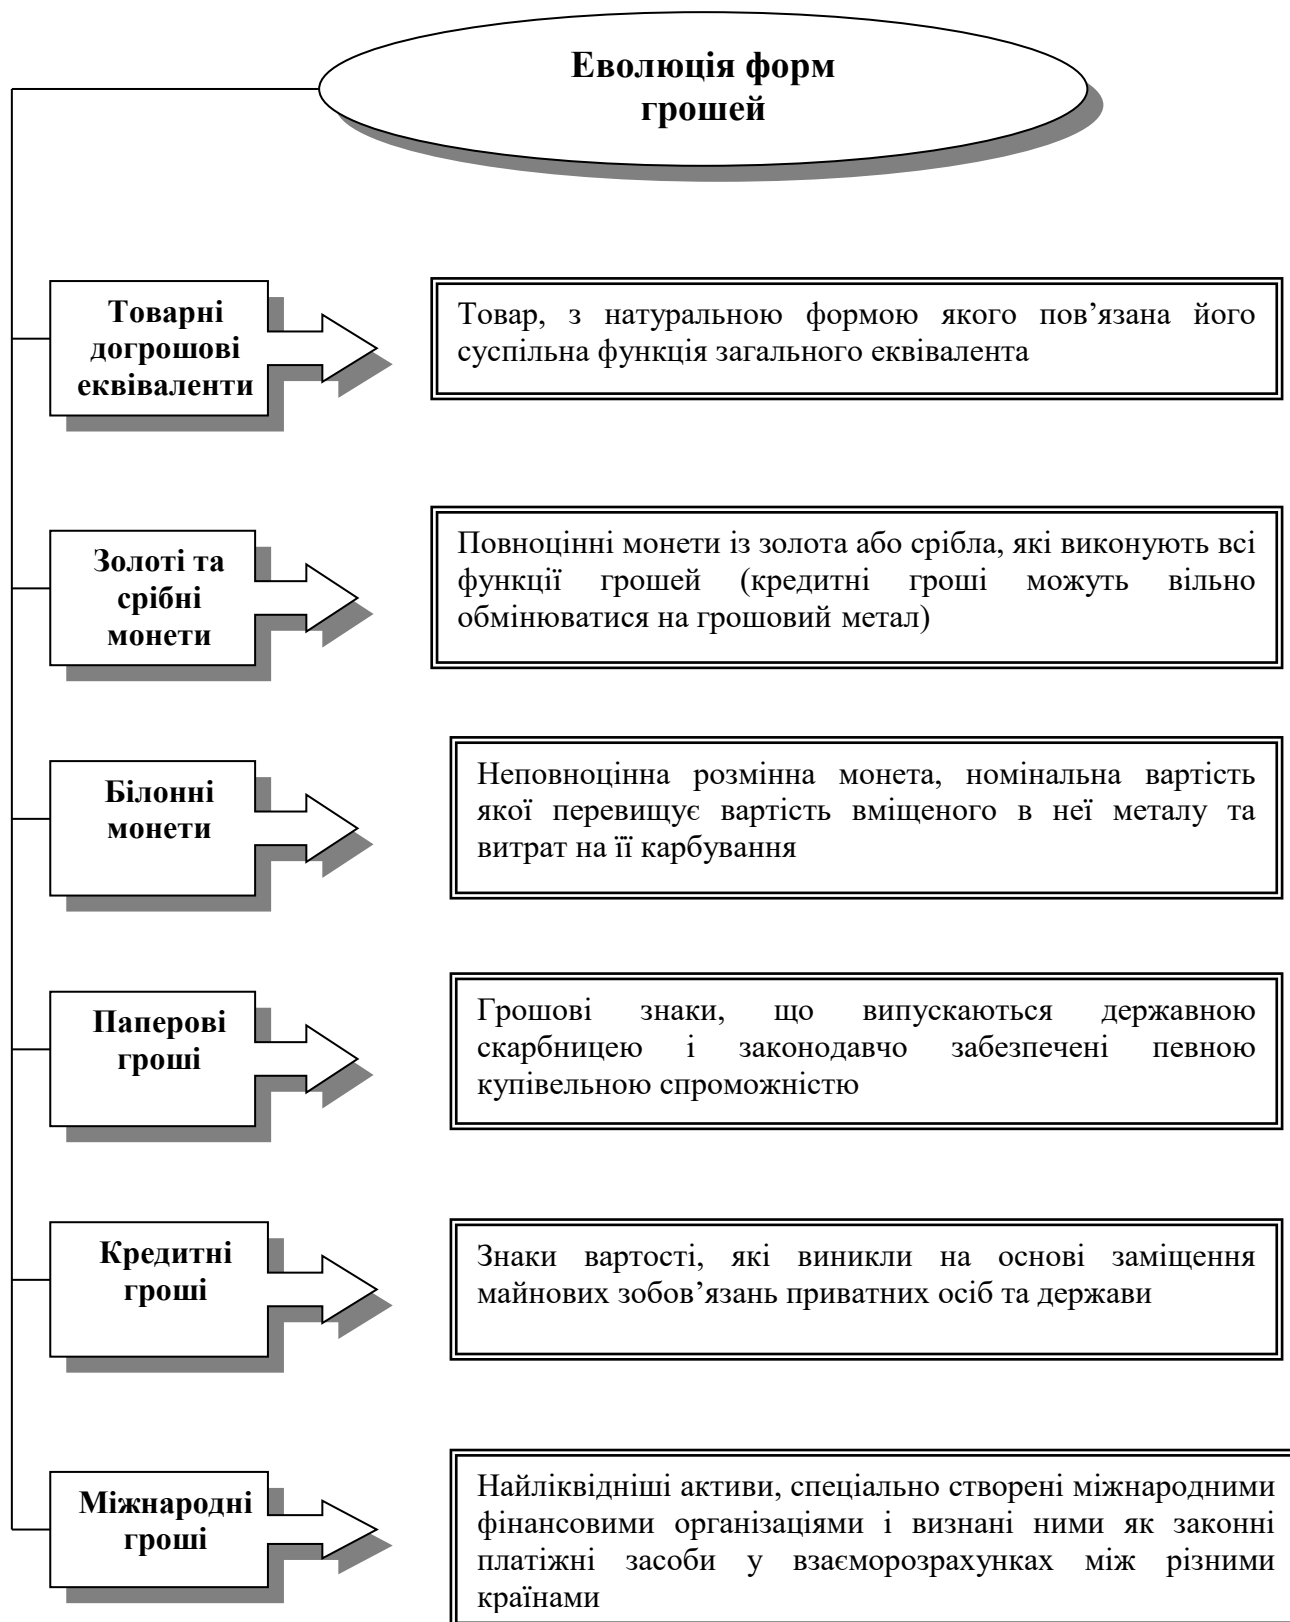 Еволюція форм
грошей
Товарні
догрошові
еквіваленти
Товар, з натуральною формою якого пов’язана його
суспільна функція загального еквівалента
Золоті та
срібні
монети
Повноцінні монети із золота або срібла, які виконують всі
функції грошей (кредитні гроші можуть вільно
обмінюватися на грошовий метал)
Білонні
монети
Неповноцінна розмінна монета, номінальна вартість
якої перевищує вартість вміщеного в неї металу та
витрат на її карбування
Паперові
гроші
Грошові знаки, що випускаються державною
скарбницею і законодавчо забезпечені певною
купівельною спроможністю
Кредитні
гроші
Знаки вартості, які виникли на основі заміщення
майнових зобов’язань приватних осіб та держави
Міжнародні
гроші
Найліквідніші активи, спеціально створені міжнародними
фінансовими організаціями і визнані ними як законні
платіжні засоби у взаєморозрахунках між різними
країнами